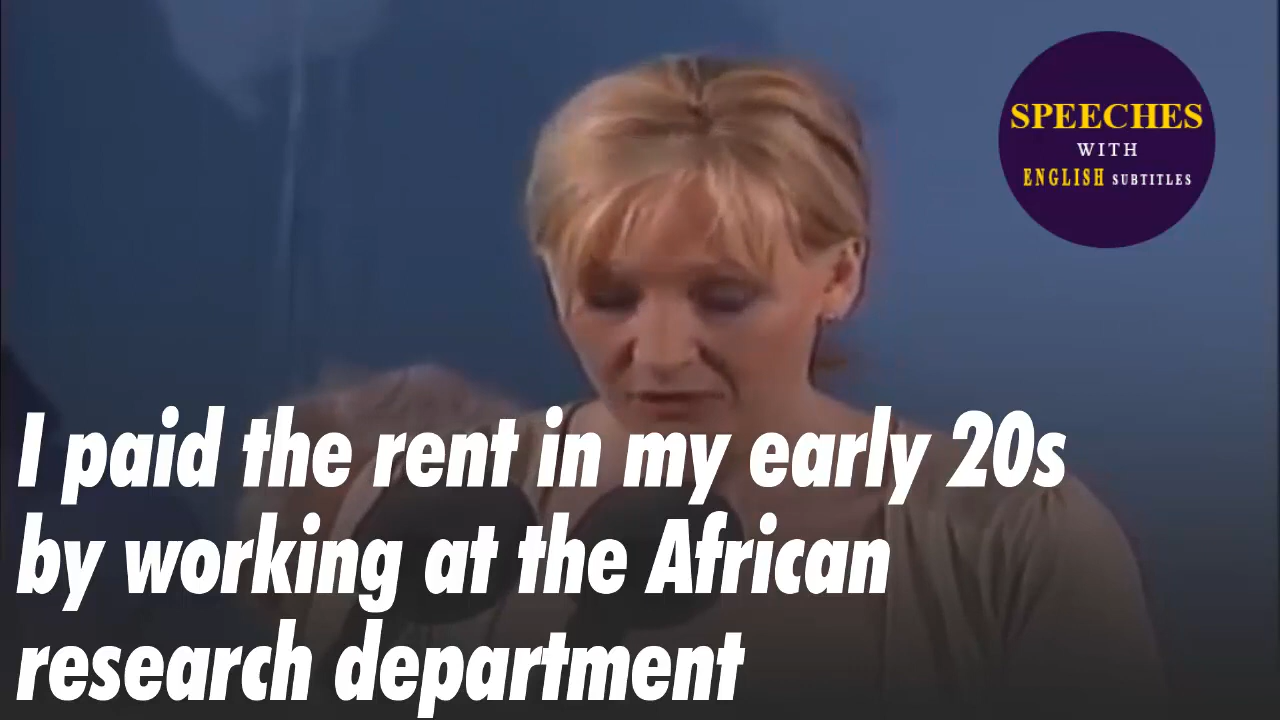 SPEECHES
WITH
ENGLISH SUBTITLES
I paid the rent in my early 20s
by working at the African
research department